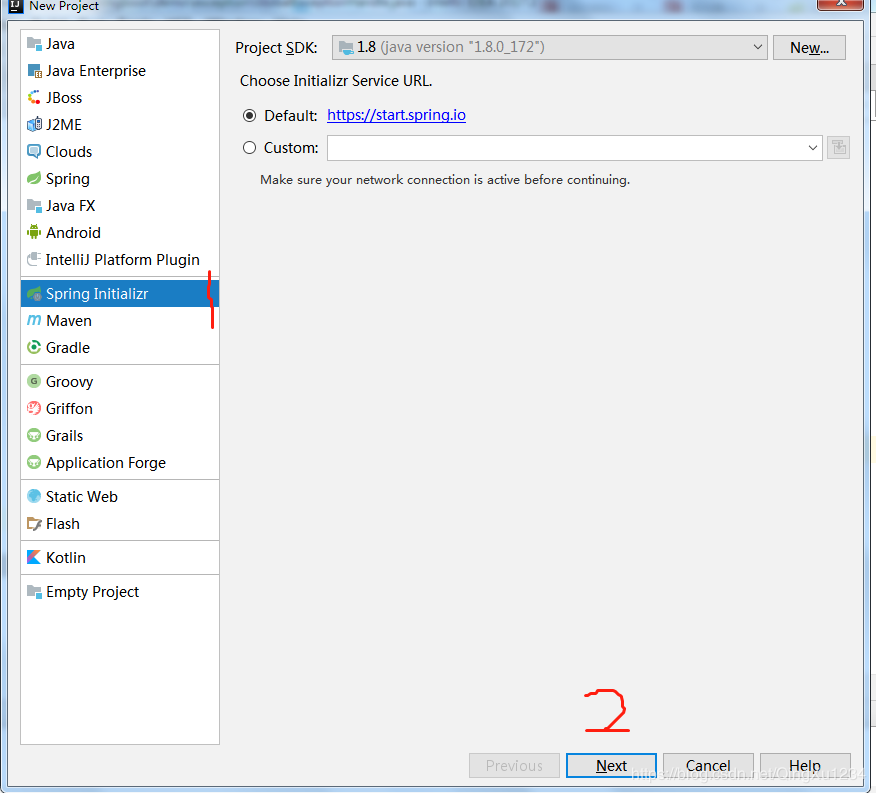 New Project
Java
Java Enterprise
JBoss
J2ME
Clouds
Spring
Java FX
Android
IntelliJ Platform Plugin
Spring Initializr
Maven
Gradle
Groovy
Griffon
Grails
Application Forge
Static Web
Flash
Kotlin
Empty Project
Project SDK: 1.8 (java version "1.8.0_172") New...
Choose Initializr Service URL.
Default: https://start.spring.io
Custom:
Make sure your network connection is active before continuing.
1
2
Previous Next Cancel Help
https://blog.csdn.net/QingXu1234